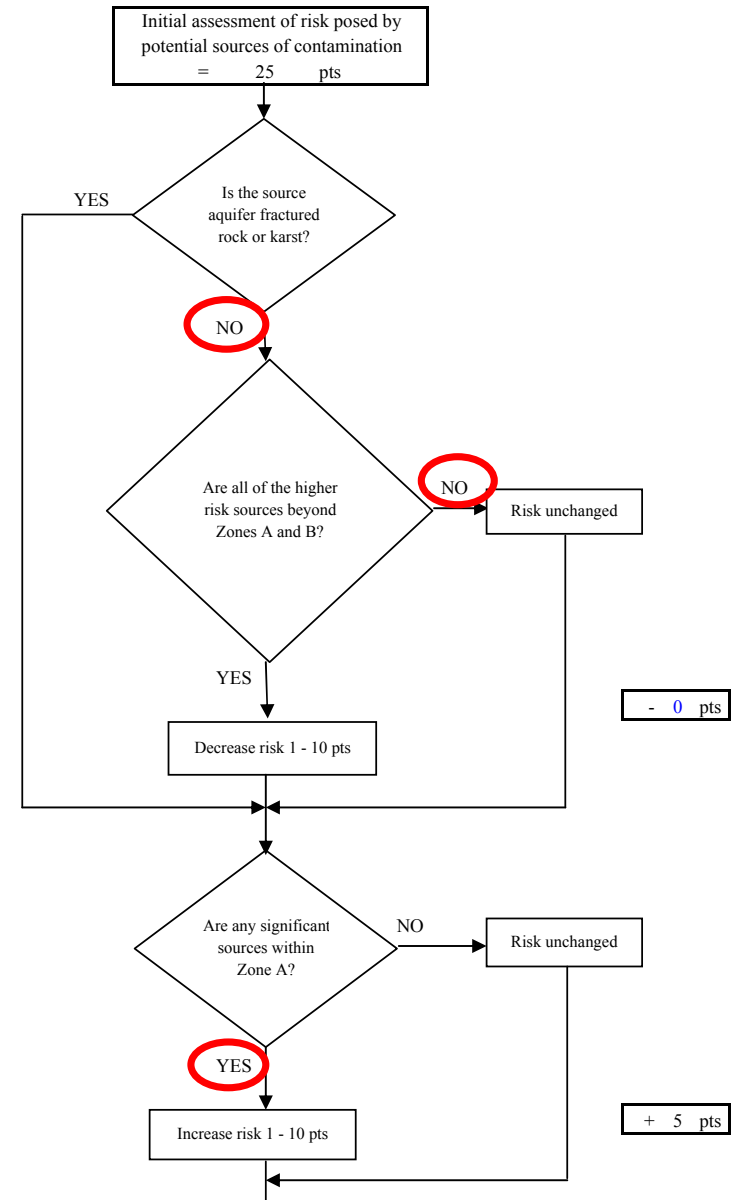 Initial assessment of risk posed by
potential sources of contamination
= 25 pts
YES
Is the source
aquifer fractured
rock or karst?
NO
Are all of the higher
risk sources beyond
Zones A and B?
NO
Risk unchanged
YES
- 0 pts
Decrease risk 1 - 10 pts
Are any significant
sources within
Zone A?
NO
Risk unchanged
YES
Increase risk 1 - 10 pts
+ 5 pts